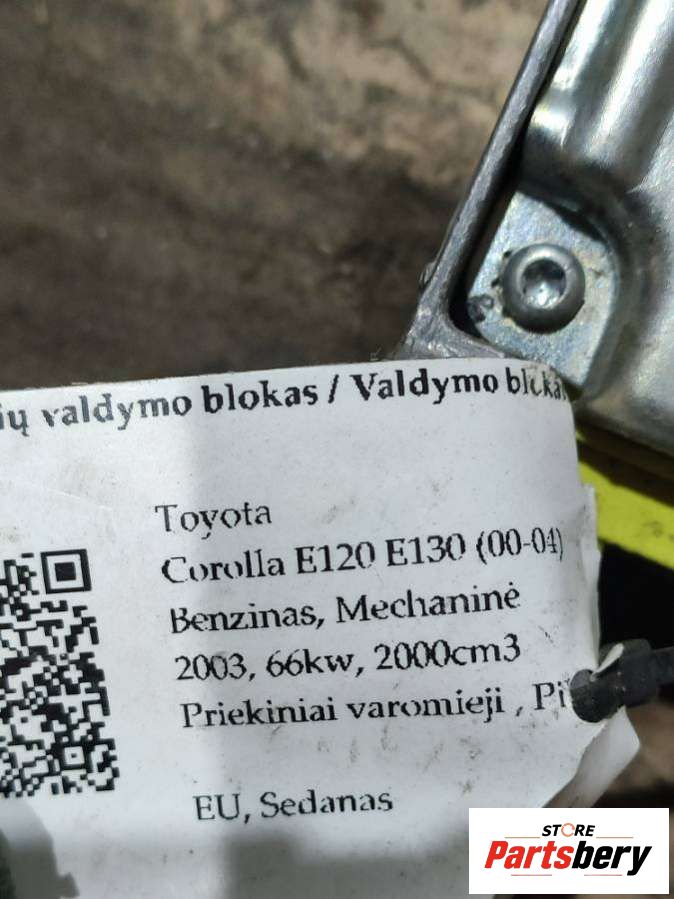 ių valdymo blokas / Valdymo blokas
Toyota
Corolla E120 E130 (00-04)
Benzinas, Mechaninė
2003, 66kw, 2000cm3
Priekiniai varomieji , Pi
EU, Sedanas
STORE
Partsbery